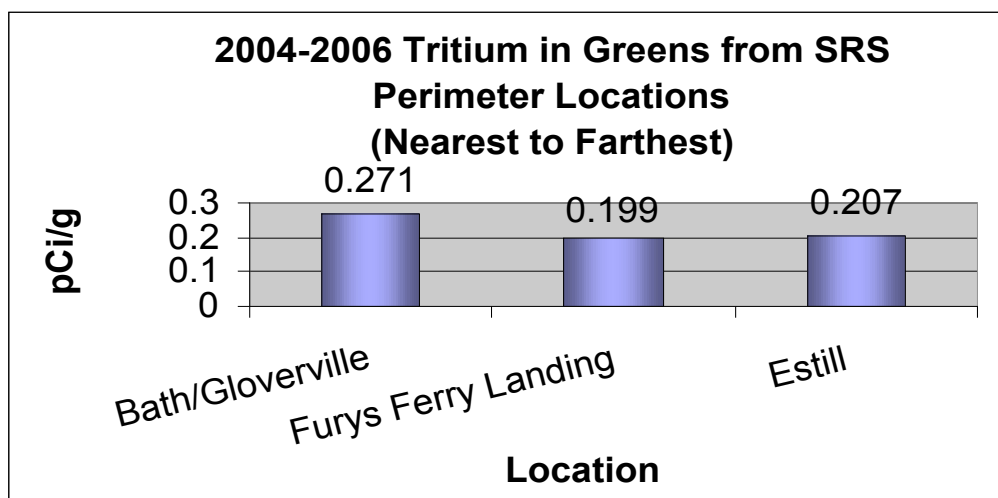 2004-2006 Tritium in Greens from SRS
Perimeter Locations
(Nearest to Farthest)
0.271
0.199
0.207
pCi/g
0.3
0.2
0.1
0
Bath/Gloverville
Furys Ferry Landing
Estill
Location